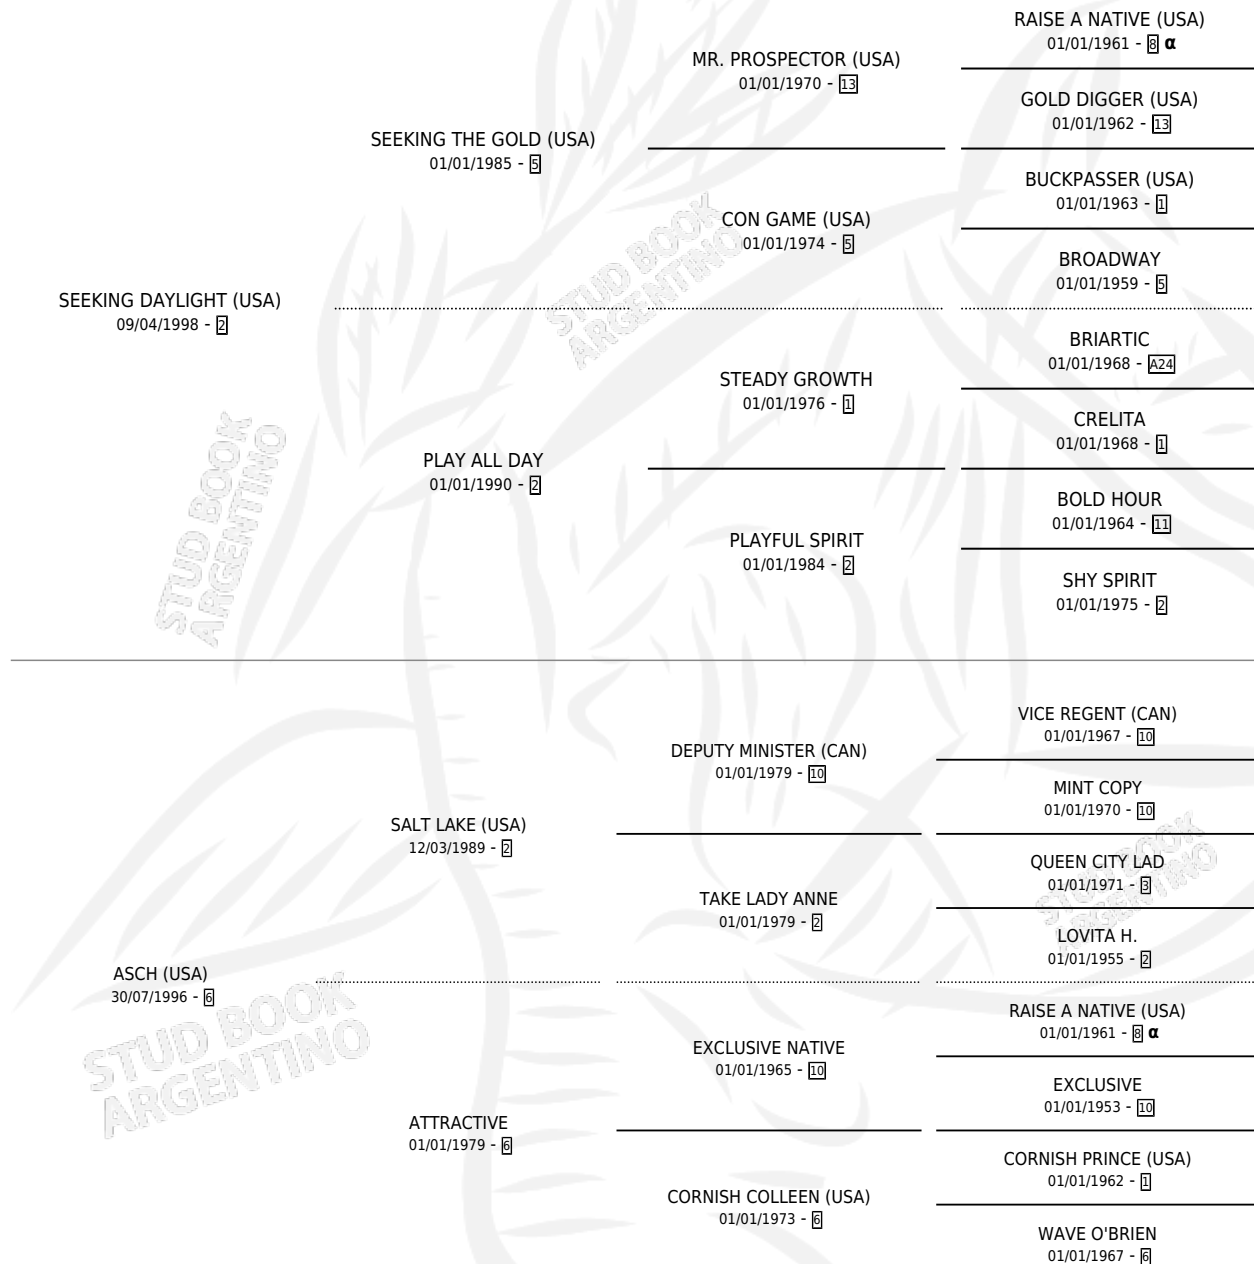 RAISE A NATIVE (USA)
01/01/1961 - 8 α
MR. PROSPECTOR (USA)
01/01/1970 - 13
GOLD DIGGER (USA)
01/01/1962 - 13
SEEKING THE GOLD (USA)
01/01/1985 - 5
BUCKPASSER (USA)
01/01/1963 - 1
CON GAME (USA)
01/01/1974 - 5
BROADWAY
01/01/1959 - 5
SEEKING DAYLIGHT (USA)
09/04/1998 - 2
BRIARTIC
01/01/1968 - A24
STEADY GROWTH
01/01/1976 - 1
CRELITA
01/01/1968 - 1
PLAY ALL DAY
01/01/1990 - 2
BOLD HOUR
01/01/1964 - 11
PLAYFUL SPIRIT
01/01/1984 - 2
SHY SPIRIT
01/01/1975 - 2
VICE REGENT (CAN)
01/01/1967 - 10
DEPUTY MINISTER (CAN)
01/01/1979 - 10
MINT COPY
01/01/1970 - 10
SALT LAKE (USA)
12/03/1989 - 2
QUEEN CITY LAD
01/01/1971 - 3
TAKE LADY ANNE
01/01/1979 - 2
LOVITA H.
01/01/1955 - 2
ASCH (USA)
30/07/1996 - 6
RAISE A NATIVE (USA)
01/01/1961 - 8 α
EXCLUSIVE NATIVE
01/01/1965 - 10
EXCLUSIVE
01/01/1953 - 10
ATTRACTIVE
01/01/1979 - 6
CORNISH PRINCE (USA)
01/01/1962 - 1
CORNISH COLLEEN (USA)
01/01/1973 - 6
WAVE O'BRIEN
01/01/1967 - 6
STUD BOOK
ARGENTINO
STUD BOOK
ARGENTINO
STUD BOOK
ARGENTINO
STUD BOOK
ARGENTINO